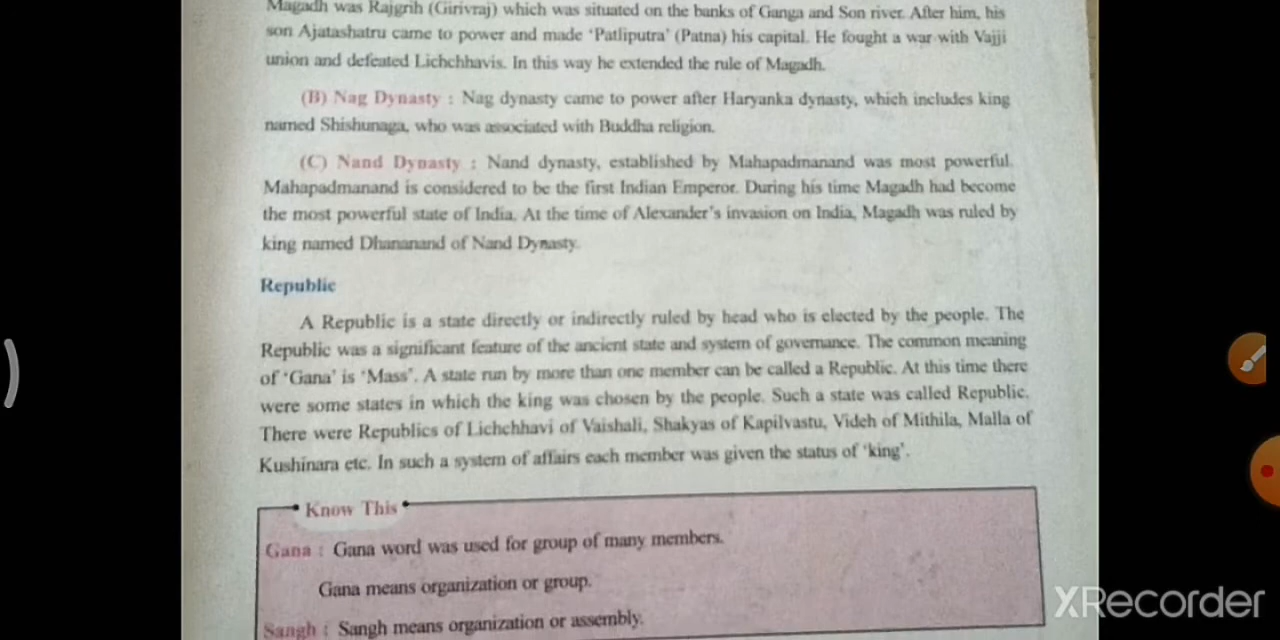 Magadh was Rajgrih (Girivraj) which was situated on the banks of Ganga and Son river. After him, his
son Ajatashatru came to power and made ‘Patliputra’ (Patna) his capital. He fought a war with Vajji
union and defeated Lichchhavis. In this way he extended the rule of Magadh.
(B) Nag Dynasty : Nag dynasty came to power after Haryanka dynasty, which includes king
named Shishunaga, who was associated with Buddha religion.
(C) Nand Dynasty : Nand dynasty, established by Mahapadmanand was most powerful.
Mahapadmanand is considered to be the first Indian Emperor. During his time Magadh had become
the most powerful state of India. At the time of Alexander’s invasion on India, Magadh was ruled by
king named Dhananand of Nand Dynasty.
Republic
A Republic is a state directly or indirectly ruled by head who is elected by the people. The
Republic was a significant feature of the ancient state and system of governance. The common meaning
of ‘Gana’ is ‘Mass’. A state run by more than one member can be called a Republic. At this time there
were some states in which the king was chosen by the people. Such a state was called Republic.
There were Republics of Lichchhavi of Vaishali, Shakyas of Kapilvastu, Videh of Mithila, Malla of
Kushinara etc. In such a system of affairs each member was given the status of ‘king’.
Know This
Gana : Gana word was used for group of many members.
Gana means organization or group.
Sangh : Sangh means organization or assembly.
XRecorder